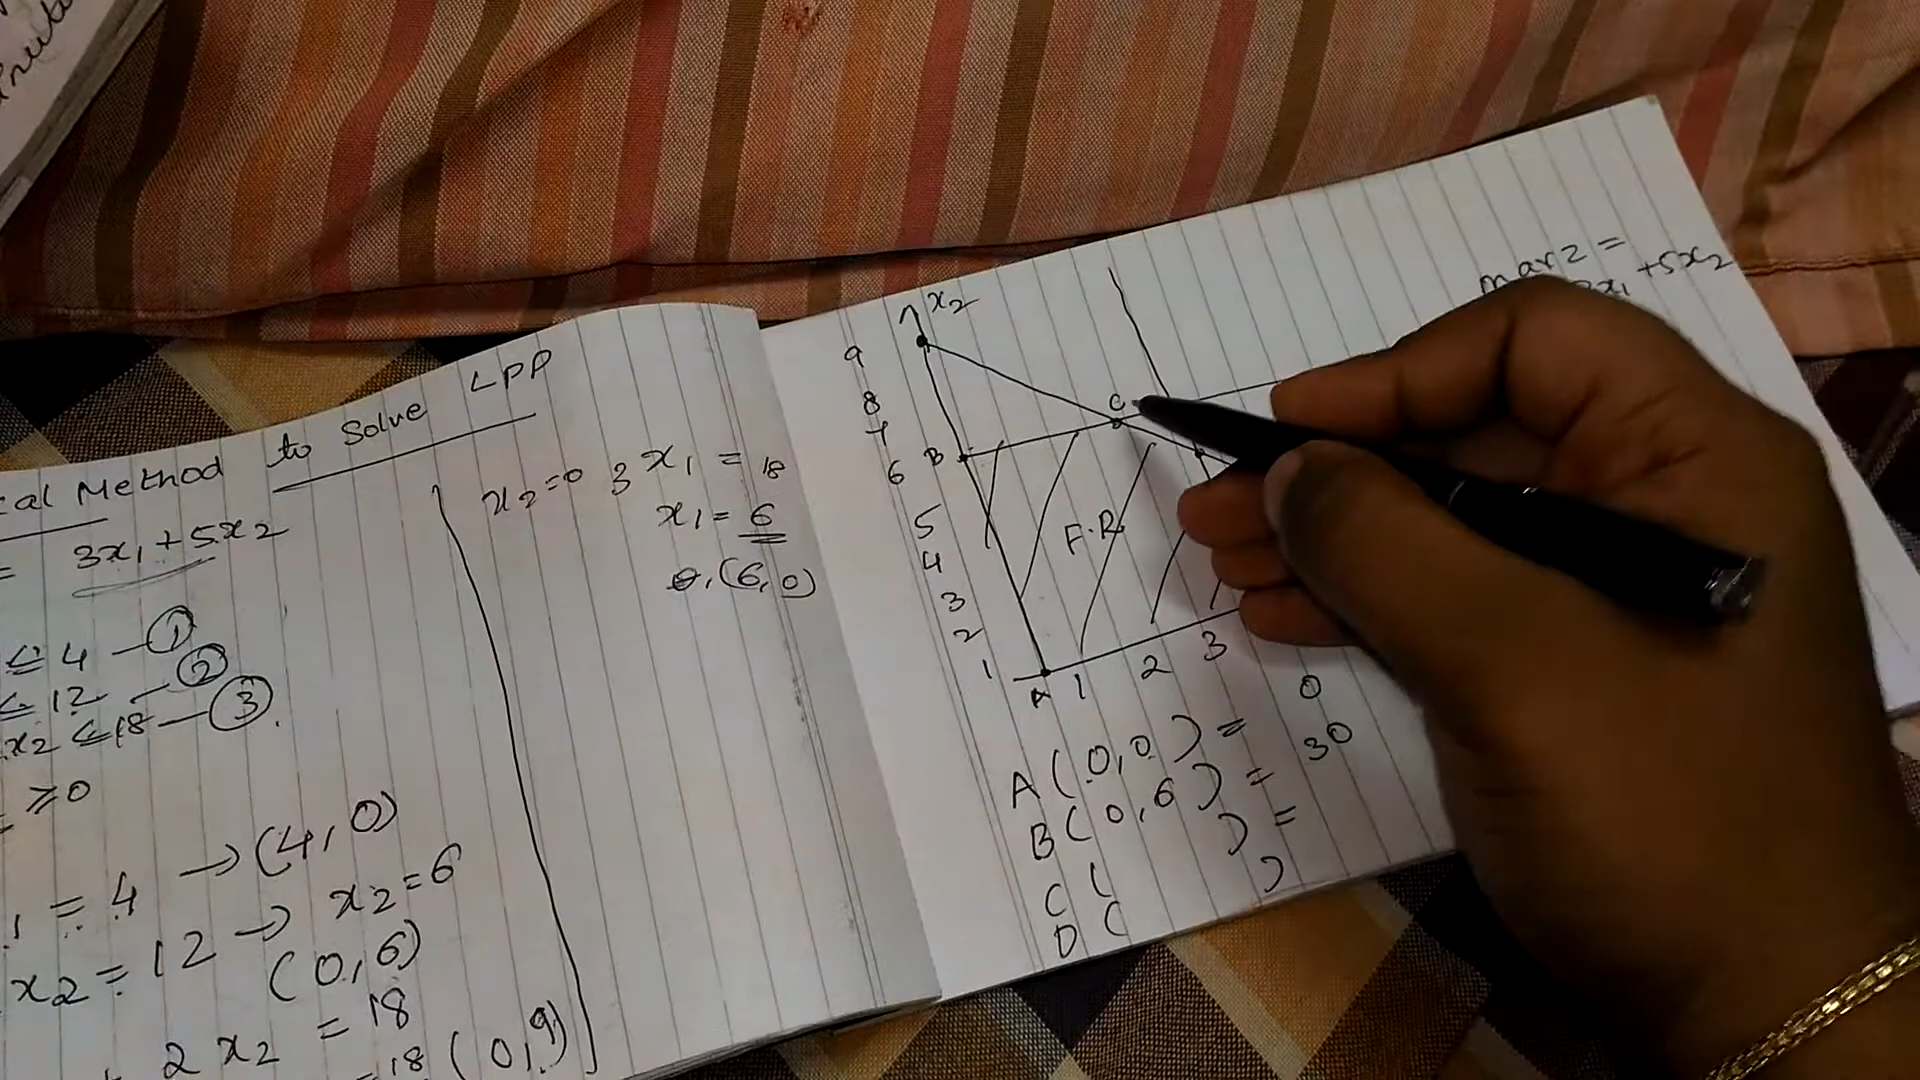 cal Method to Solve LPP
= 3x₁ + 5x₂
≤ 4 — ①
≤ 12 — ②
x₂ ≤ 18 — ③
≥ 0
₁ = 4 → (4, 0)
x₂ = 12 → x₂ = 6
(0, 6)
2x₂ = 18
= 18 (0, 9)
x₂ = 0 3x₁ = 18
x₁ = 6
(6, 0)
max z =
x₁ + 5x₂
x₂
9
8
7
6 B
5
4
3
2
1
C
F.R
A 1 2 3
A (0, 0) = 0
B (0, 6) = 30
C ( ) =
D ( )